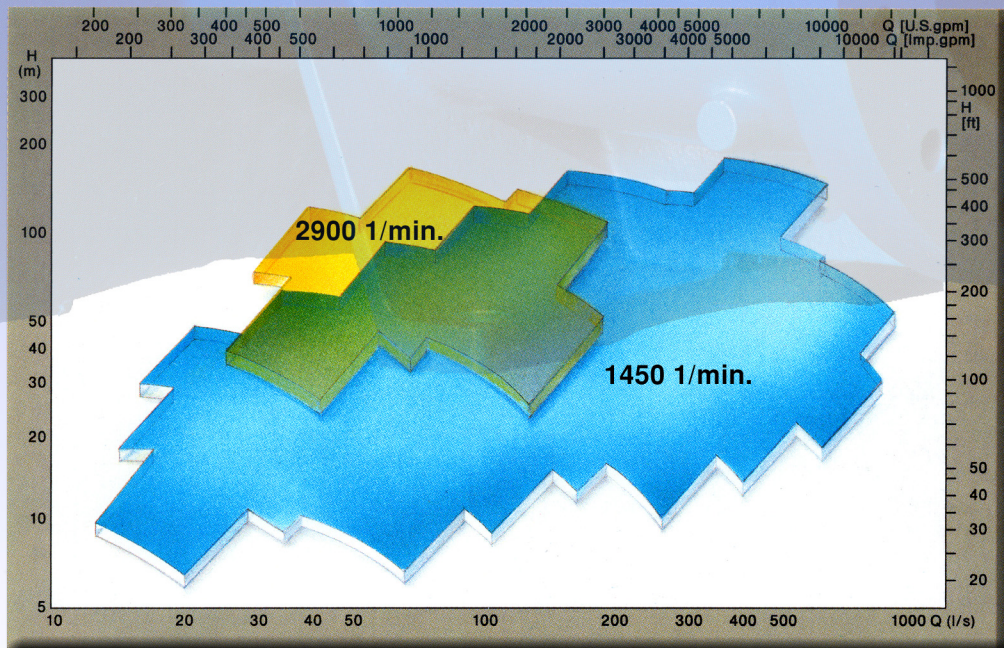 200 300 400 500 1000 2000 3000 4000 5000 10000 Q [U.S.gpm]
200 300 400 500 1000 2000 3000 4000 5000 10000 Q [Imp.gpm]
H
(m)
300
200
100
50
40
30
20
10
5
2900 1/min.
1450 1/min.
1000
H
[ft]
500
400
300
200
100
50
40
30
20
10 20 30 40 50 100 200 300 400 500 1000 Q (l/s)